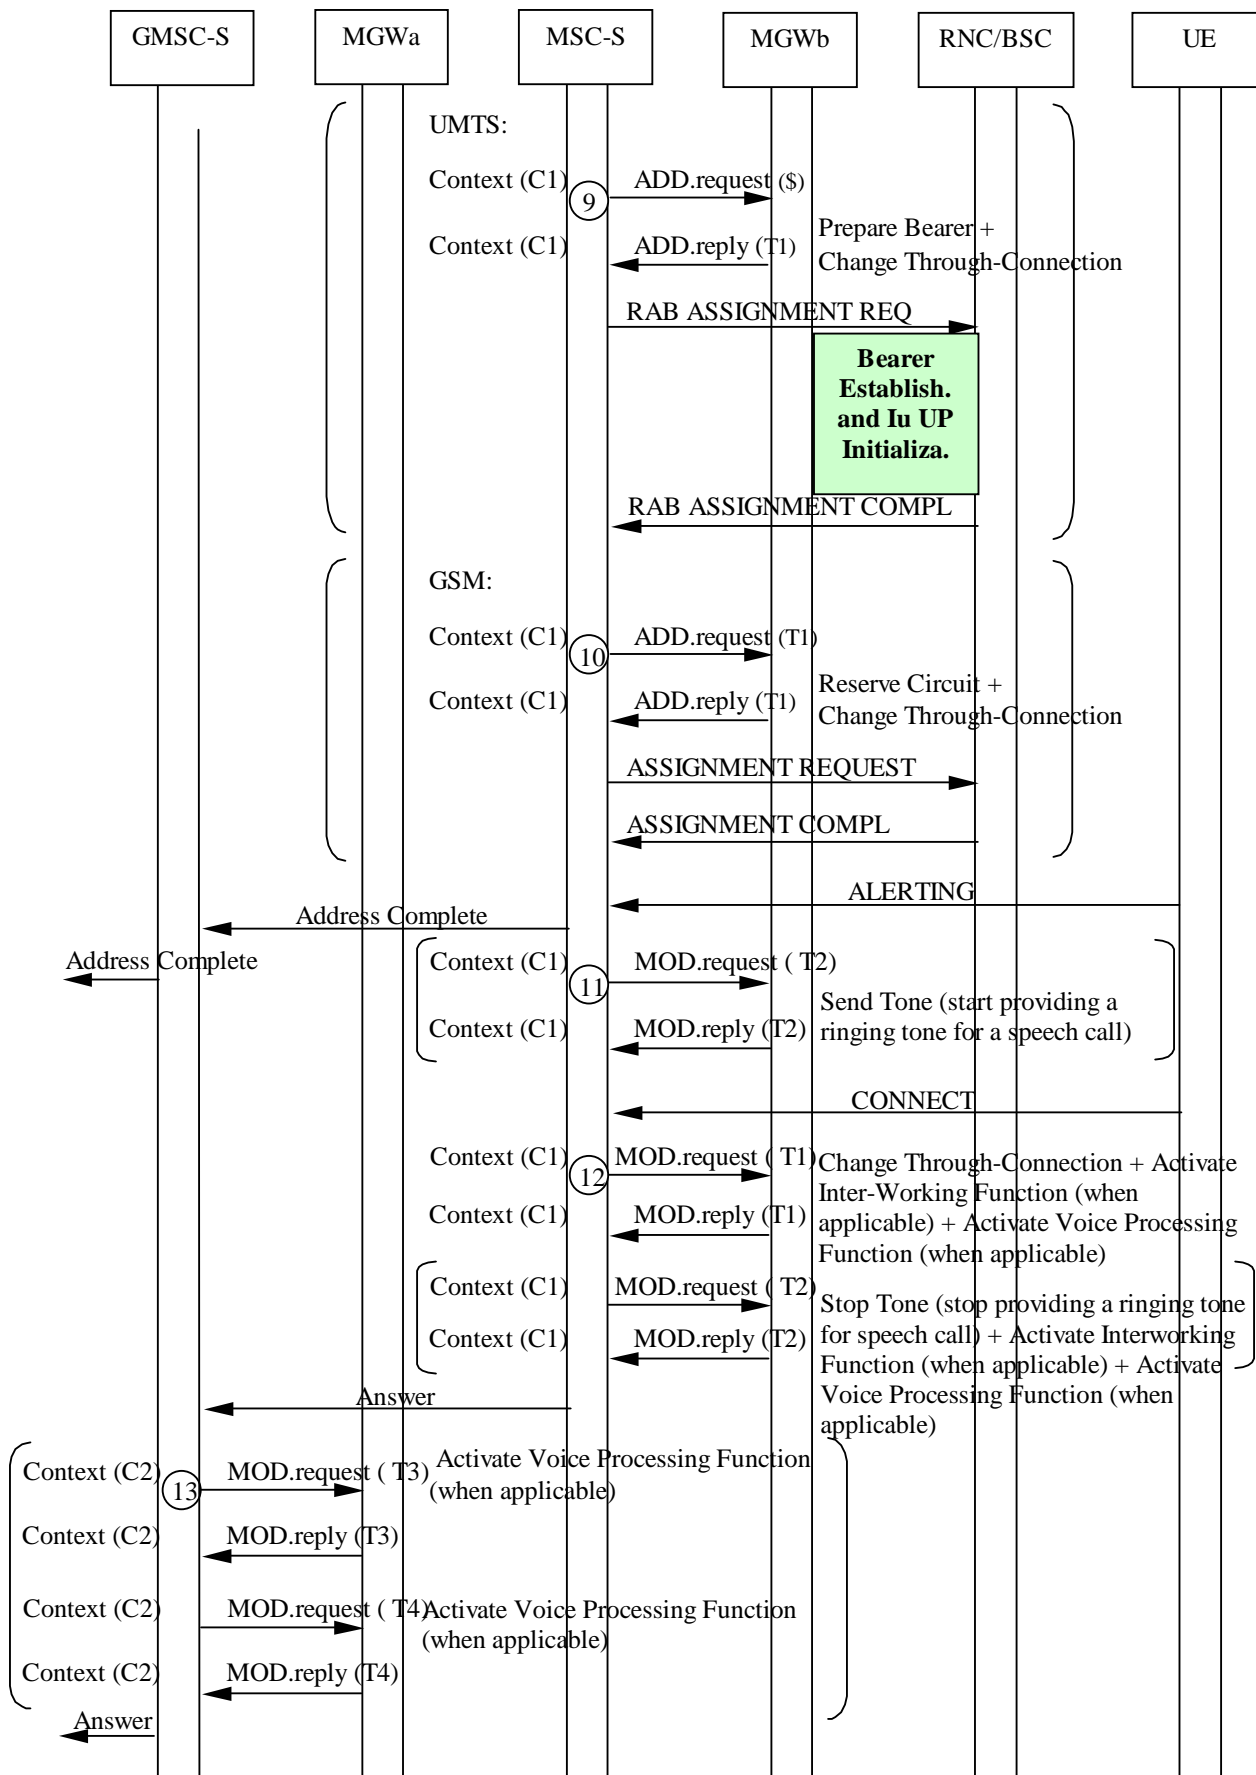 GMSC-S
MGWa
MSC-S
MGWb
RNC/BSC
UE
UMTS:
Context (C1)
9
ADD.request ($)
Context (C1)
ADD.reply (T1)
Prepare Bearer +
Change Through-Connection
RAB ASSIGNMENT REQ
Bearer
Establish.
and Iu UP
Initializa.
RAB ASSIGNMENT COMPL
GSM:
Context (C1)
10
ADD.request (T1)
Context (C1)
ADD.reply (T1)
Reserve Circuit +
Change Through-Connection
ASSIGNMENT REQUEST
ASSIGNMENT COMPL
ALERTING
Address Complete
Address Complete
Context (C1)
11
MOD.request ( T2)
Context (C1)
MOD.reply (T2)
Send Tone (start providing a
ringing tone for a speech call)
CONNECT
Context (C1)
12
MOD.request ( T1)
Context (C1)
MOD.reply (T1)
Change Through-Connection + Activate
Inter-Working Function (when
applicable) + Activate Voice Processing
Function (when applicable)
Context (C1)
MOD.request ( T2)
Context (C1)
MOD.reply (T2)
Stop Tone (stop providing a ringing tone
for speech call) + Activate Interworking
Function (when applicable) + Activate
Voice Processing Function (when
applicable)
Answer
Context (C2)
13
MOD.request ( T3)
Activate Voice Processing Function
(when applicable)
Context (C2)
MOD.reply (T3)
Context (C2)
MOD.request ( T4)
Activate Voice Processing Function
(when applicable)
Context (C2)
MOD.reply (T4)
Answer